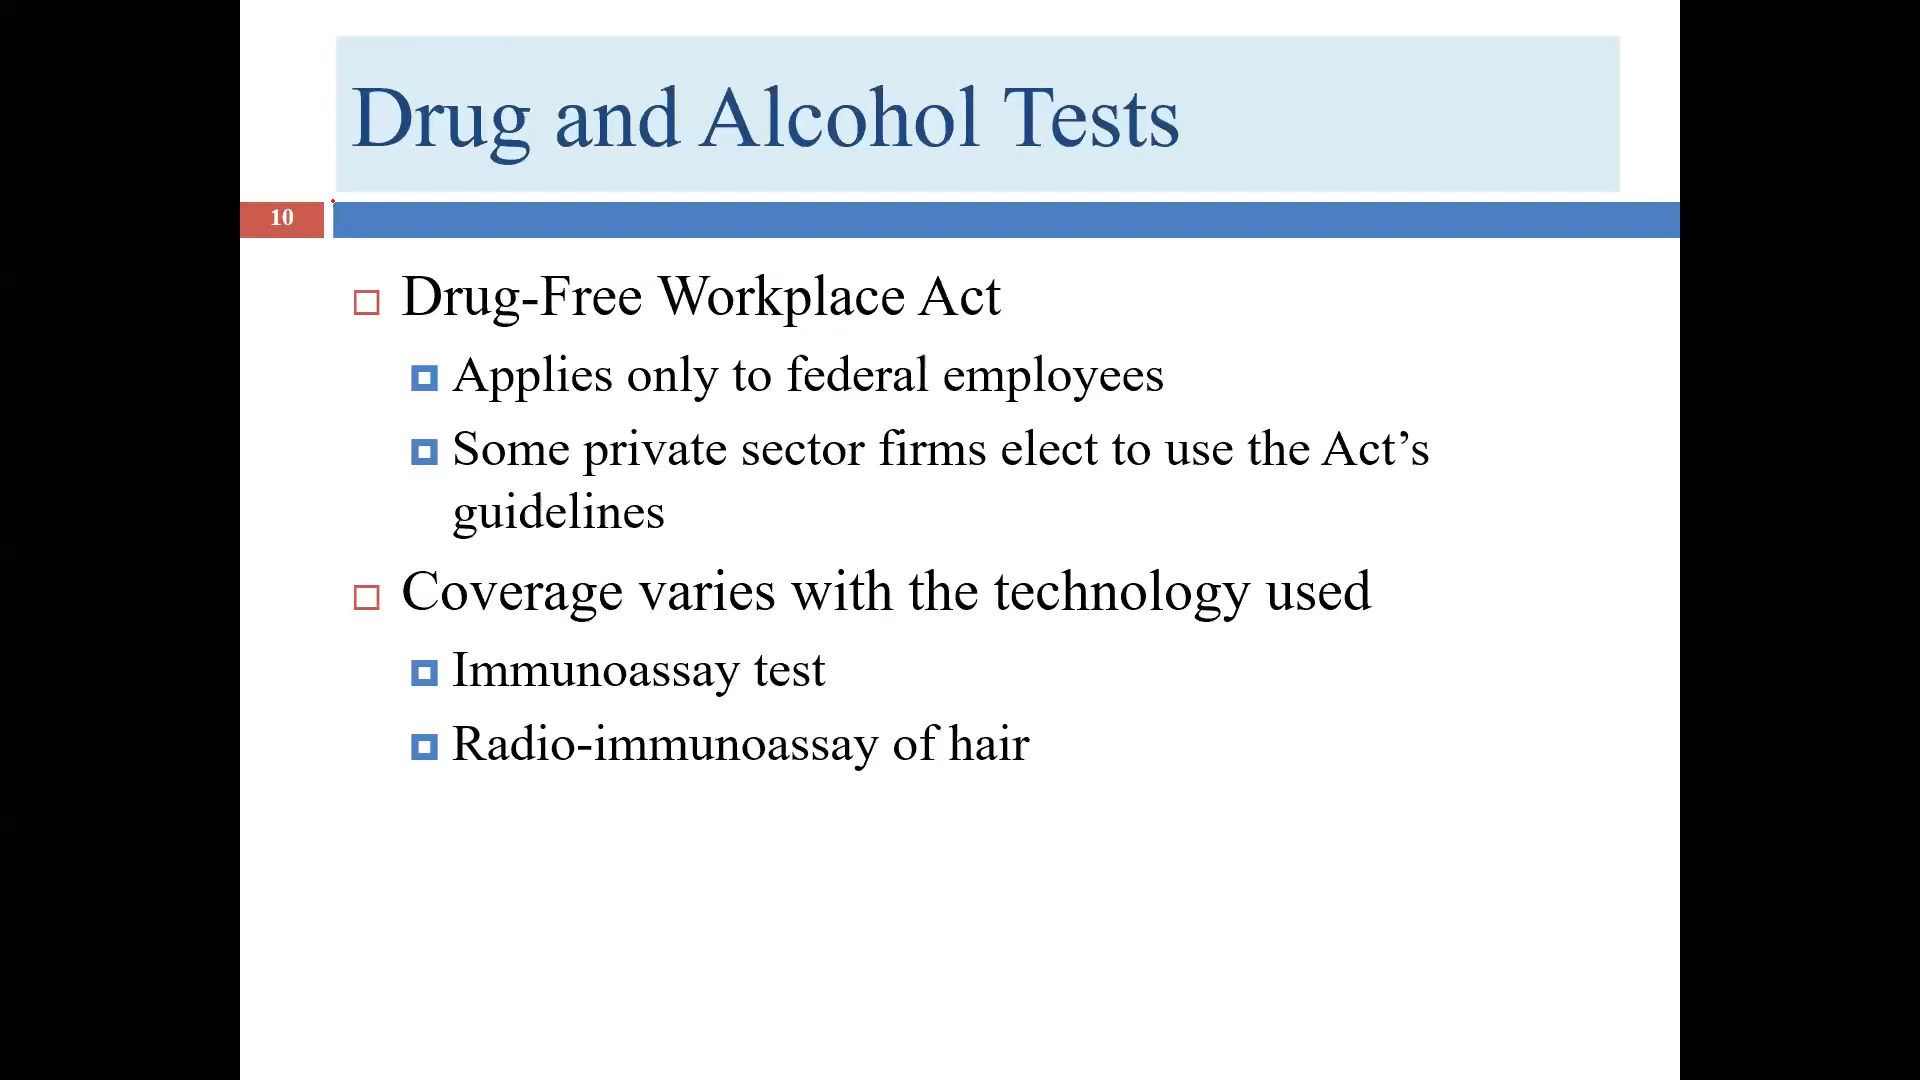 Drug and Alcohol Tests
10
Drug-Free Workplace Act
Applies only to federal employees
Some private sector firms elect to use the Act’s
guidelines
Coverage varies with the technology used
Immunoassay test
Radio-immunoassay of hair